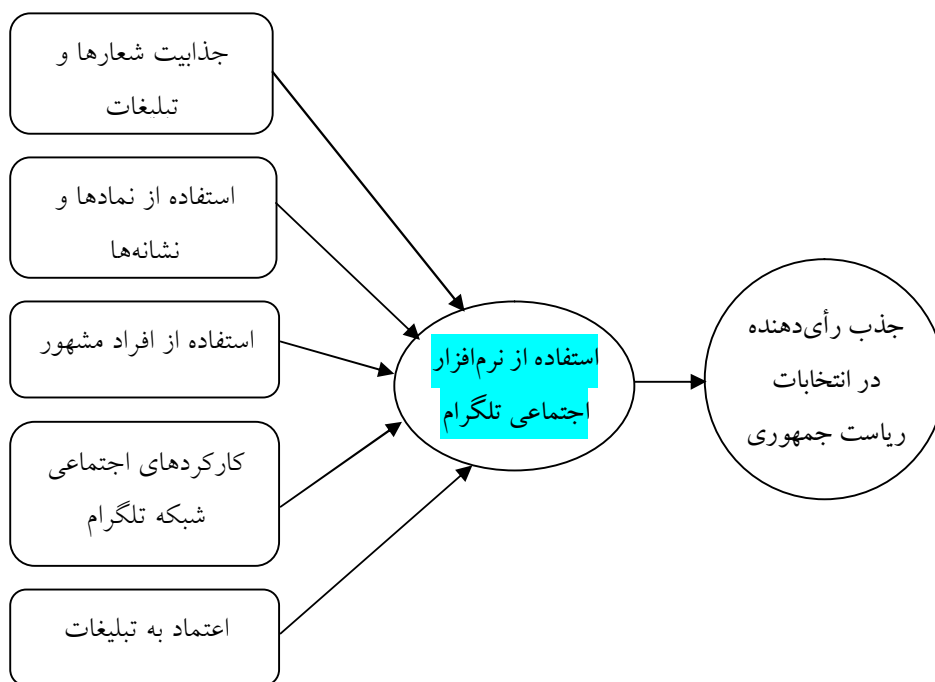 جذابیت شعارها و
تبلیغات
استفاده از نمادها و
نشانه‌ها
استفاده از افراد مشهور
کارکردهای اجتماعی
شبکه تلگرام
اعتماد به تبلیغات
استفاده از نرم‌افزار
اجتماعی تلگرام
جذب رأی‌دهنده
در انتخابات
ریاست جمهوری